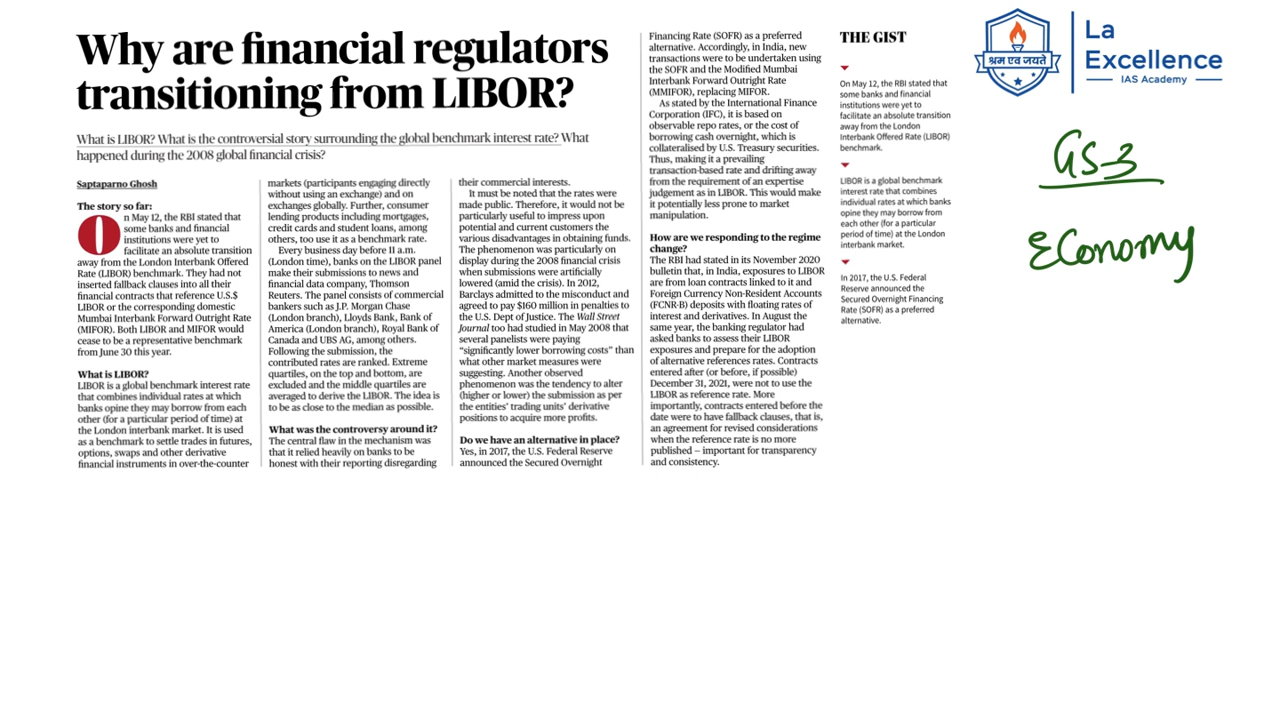 Why are financial regulators
transitioning from LIBOR?
What is LIBOR? What is the controversial story surrounding the global benchmark interest rate? What
happened during the 2008 global financial crisis?
Saptaparno Ghosh
The story so far:
On May 12, the RBI stated that
some banks and financial
institutions were yet to
facilitate an absolute transition
away from the London Interbank Offered
Rate (LIBOR) benchmark. They had not
inserted fallback clauses into all their
financial contracts that reference U.S.$
LIBOR or the corresponding domestic
Mumbai Interbank Forward Outright Rate
(MIFOR). Both LIBOR and MIFOR would
cease to be a representative benchmark
from June 30 this year.
What is LIBOR?
LIBOR is a global benchmark interest rate
that combines individual rates at which
banks opine they may borrow from each
other (for a particular period of time) at
the London interbank market. It is used
as a benchmark to settle trades in futures,
options, swaps and other derivative
financial instruments in over-the-counter
markets (participants engaging directly
without using an exchange) and on
exchanges globally. Further, consumer
lending products including mortgages,
credit cards and student loans, among
others, too use it as a benchmark rate.
Every business day before 11 a.m.
(London time), banks on the LIBOR panel
make their submissions to news and
financial data company, Thomson
Reuters. The panel consists of commercial
bankers such as J.P. Morgan Chase
(London branch), Lloyds Bank, Bank of
America (London branch), Royal Bank of
Canada and UBS AG, among others.
Following the submission, the
contributed rates are ranked. Extreme
quartiles, on the top and bottom, are
excluded and the middle quartiles are
averaged to derive the LIBOR. The idea is
to be as close to the median as possible.
What was the controversy around it?
The central flaw in the mechanism was
that it relied heavily on banks to be
honest with their reporting disregarding
their commercial interests.
It must be noted that the rates were
made public. Therefore, it would not be
particularly useful to impress upon
potential and current customers the
various disadvantages in obtaining funds.
The phenomenon was particularly on
display during the 2008 financial crisis
when submissions were artificially
lowered (amid the crisis). In 2012,
Barclays admitted to the misconduct and
agreed to pay $160 million in penalties to
the U.S. Dept of Justice. The Wall Street
Journal too had studied in May 2008 that
several panelists were paying
“significantly lower borrowing costs” than
what other market measures were
suggesting. Another observed
phenomenon was the tendency to alter
(higher or lower) the submission as per
the entities’ trading units’ derivative
positions to acquire more profits.
Do we have an alternative in place?
Yes, in 2017, the U.S. Federal Reserve
announced the Secured Overnight
Financing Rate (SOFR) as a preferred
alternative. Accordingly, in India, new
transactions were to be undertaken using
the SOFR and the Modified Mumbai
Interbank Forward Outright Rate
(MMIFOR), replacing MIFOR.
As stated by the International Finance
Corporation (IFC), it is based on
observable repo rates, or the cost of
borrowing cash overnight, which is
collateralised by U.S. Treasury securities.
Thus, making it a prevailing
transaction-based rate and drifting away
from the requirement of an expertise
judgement as in LIBOR. This would make
it potentially less prone to market
manipulation.
How are we responding to the regime
change?
The RBI had stated in its November 2020
bulletin that, in India, exposures to LIBOR
are from loan contracts linked to it and
Foreign Currency Non-Resident Accounts
(FCNR-B) deposits with floating rates of
interest and derivatives. In August the
same year, the banking regulator had
asked banks to assess their LIBOR
exposures and prepare for the adoption
of alternative references rates. Contracts
entered after (or before, if possible)
December 31, 2021, were not to use the
LIBOR as reference rate. More
importantly, contracts entered before the
date were to have fallback clauses, that is,
an agreement for revised considerations
when the reference rate is no more
published – important for transparency
and consistency.
THE GIST
On May 12, the RBI stated that
some banks and financial
institutions were yet to
facilitate an absolute transition
away from the London
Interbank Offered Rate (LIBOR)
benchmark.
LIBOR is a global benchmark
interest rate that combines
individual rates at which banks
opine they may borrow from
each other (for a particular
period of time) at the London
interbank market.
In 2017, the U.S. Federal
Reserve announced the
Secured Overnight Financing
Rate (SOFR) as a preferred
alternative.
श्रम एव जयते
La
Excellence
IAS Academy
GS-3
Economy